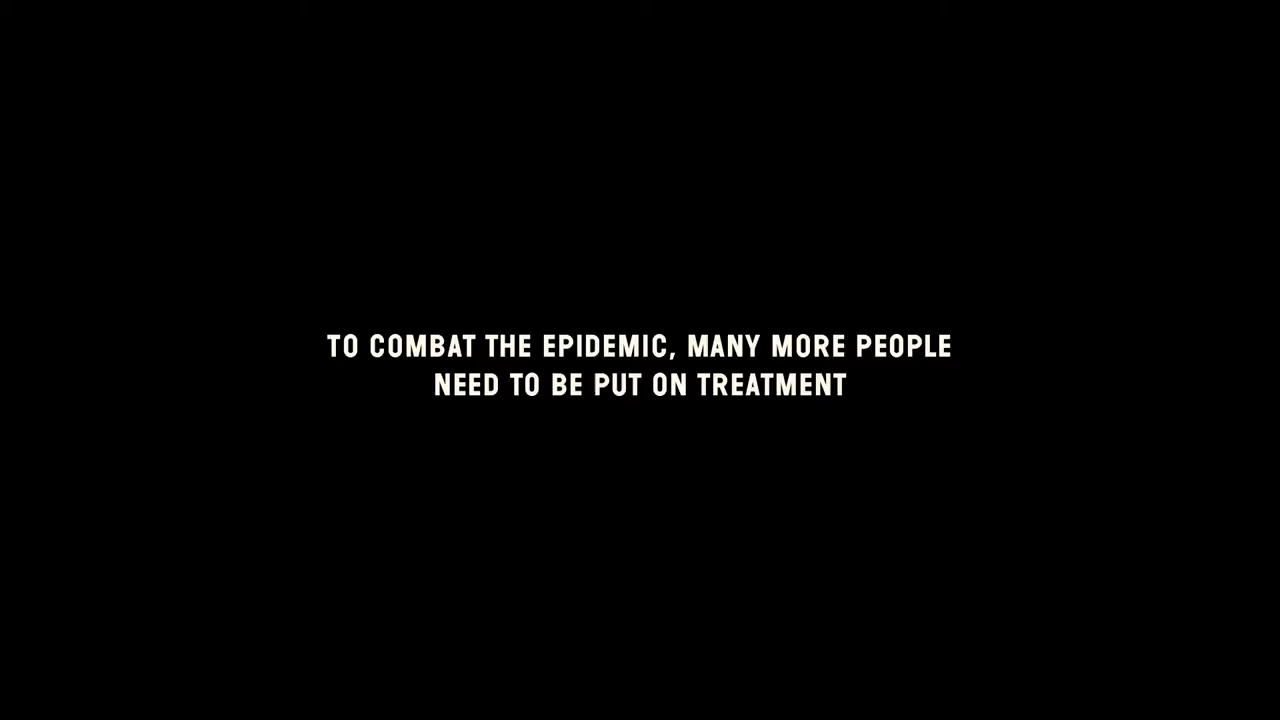 TO COMBAT THE EPIDEMIC, MANY MORE PEOPLE
NEED TO BE PUT ON TREATMENT